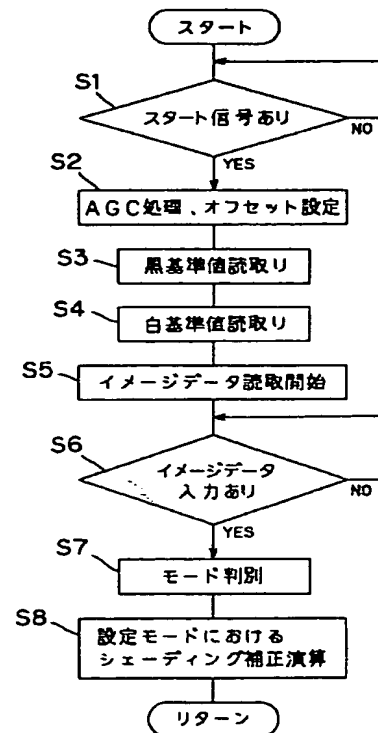 スタート
S1
スタート信号あり
NO
YES
S2
AGC処理、オフセット設定
S3
黒基準値読取り
S4
白基準値読取り
S5
イメージデータ読取開始
S6
イメージデータ
入力あり
NO
YES
S7
モード判別
S8
設定モードにおける
シェーディング補正演算
リターン